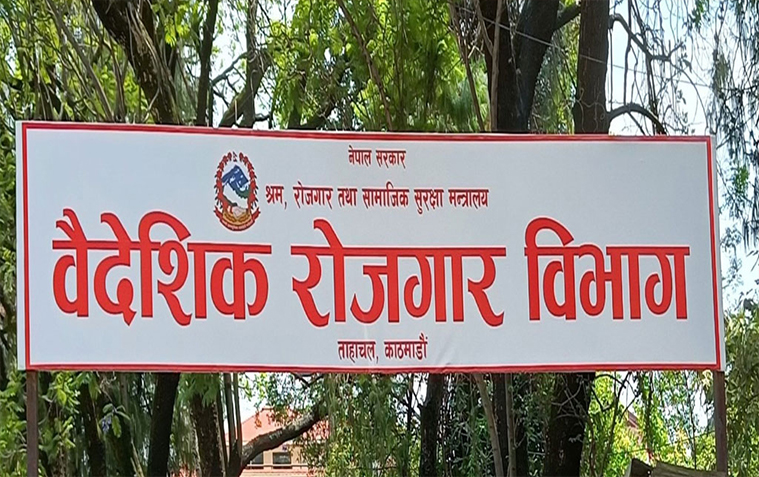 नेपाल सरकार
श्रम, रोजगार तथा सामाजिक सुरक्षा मन्त्रालय
वैदेशिक रोजगार विभाग
ताहाचल, काठमाडौं